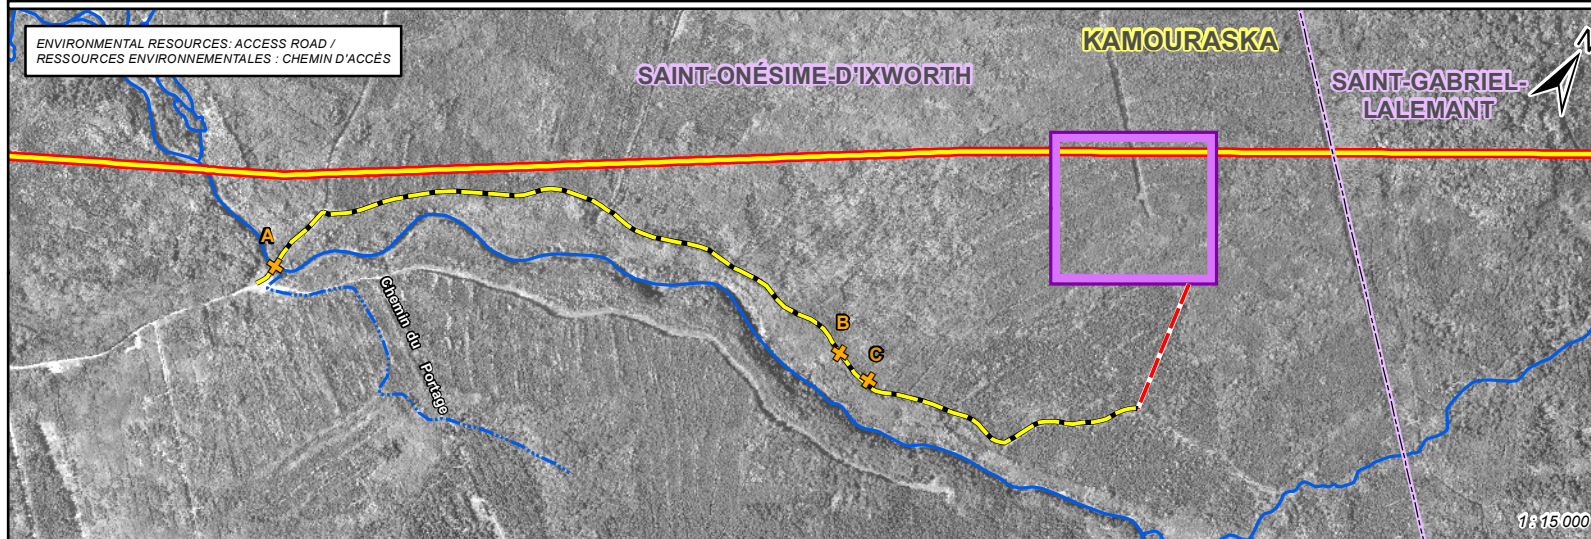 ENVIRONMENTAL RESOURCES: ACCESS ROAD /
RESSOURCES ENVIRONNEMENTALES : CHEMIN D'ACCÈS
KAMOURASKA
SAINT-ONÉSIME-D'IXWORTH
SAINT-GABRIEL-
LALEMANT
N
A
Chemin du Portage
B
C
1: 15 000